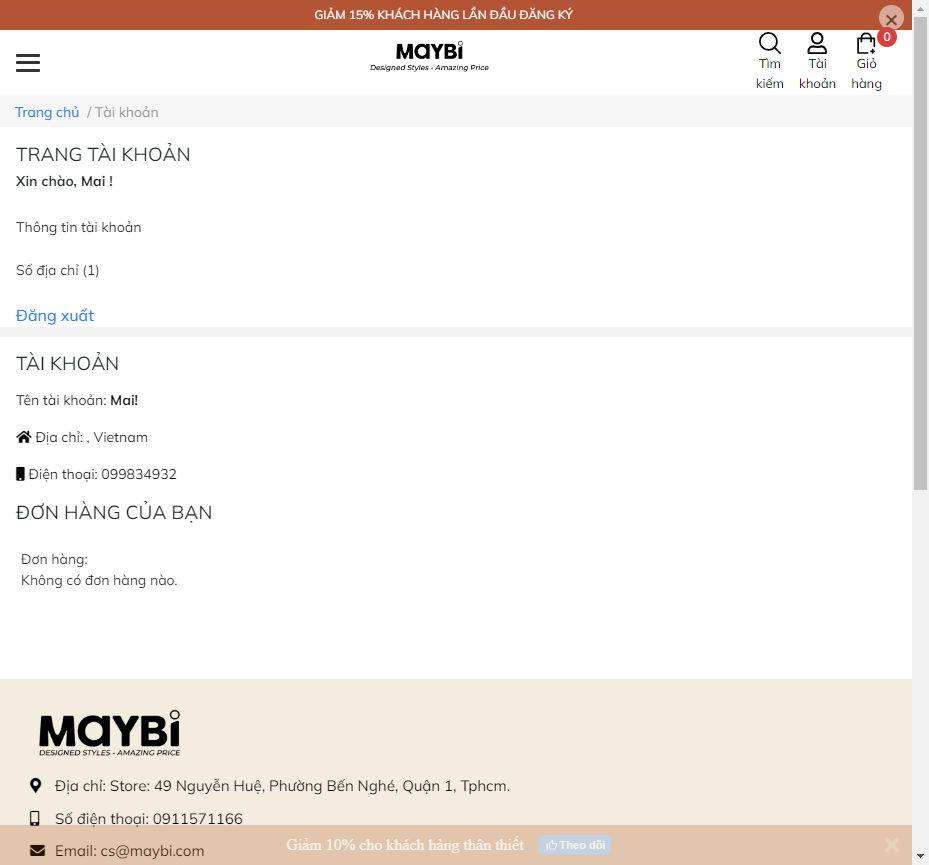 GIẢM 15% KHÁCH HÀNG LẦN ĐẦU ĐĂNG KÝ
MAYBi
Designed Styles - Amazing Price
Tìm kiếm
Tài khoản
Giỏ hàng
0
Trang chủ / Tài khoản
TRANG TÀI KHOẢN
Xin chào, Mai !
Thông tin tài khoản
Sổ địa chỉ (1)
Đăng xuất
TÀI KHOẢN
Tên tài khoản: Mai!
Địa chỉ: , Vietnam
Điện thoại: 099834932
ĐƠN HÀNG CỦA BẠN
Đơn hàng:
Không có đơn hàng nào.
MAYBi
DESIGNED STYLES - AMAZING PRICE
Địa chỉ: Store: 49 Nguyễn Huệ, Phường Bến Nghé, Quận 1, Tphcm.
Số điện thoại: 0911571166
Giảm 10% cho khách hàng thân thiết
Theo dõi
Email: cs@maybi.com